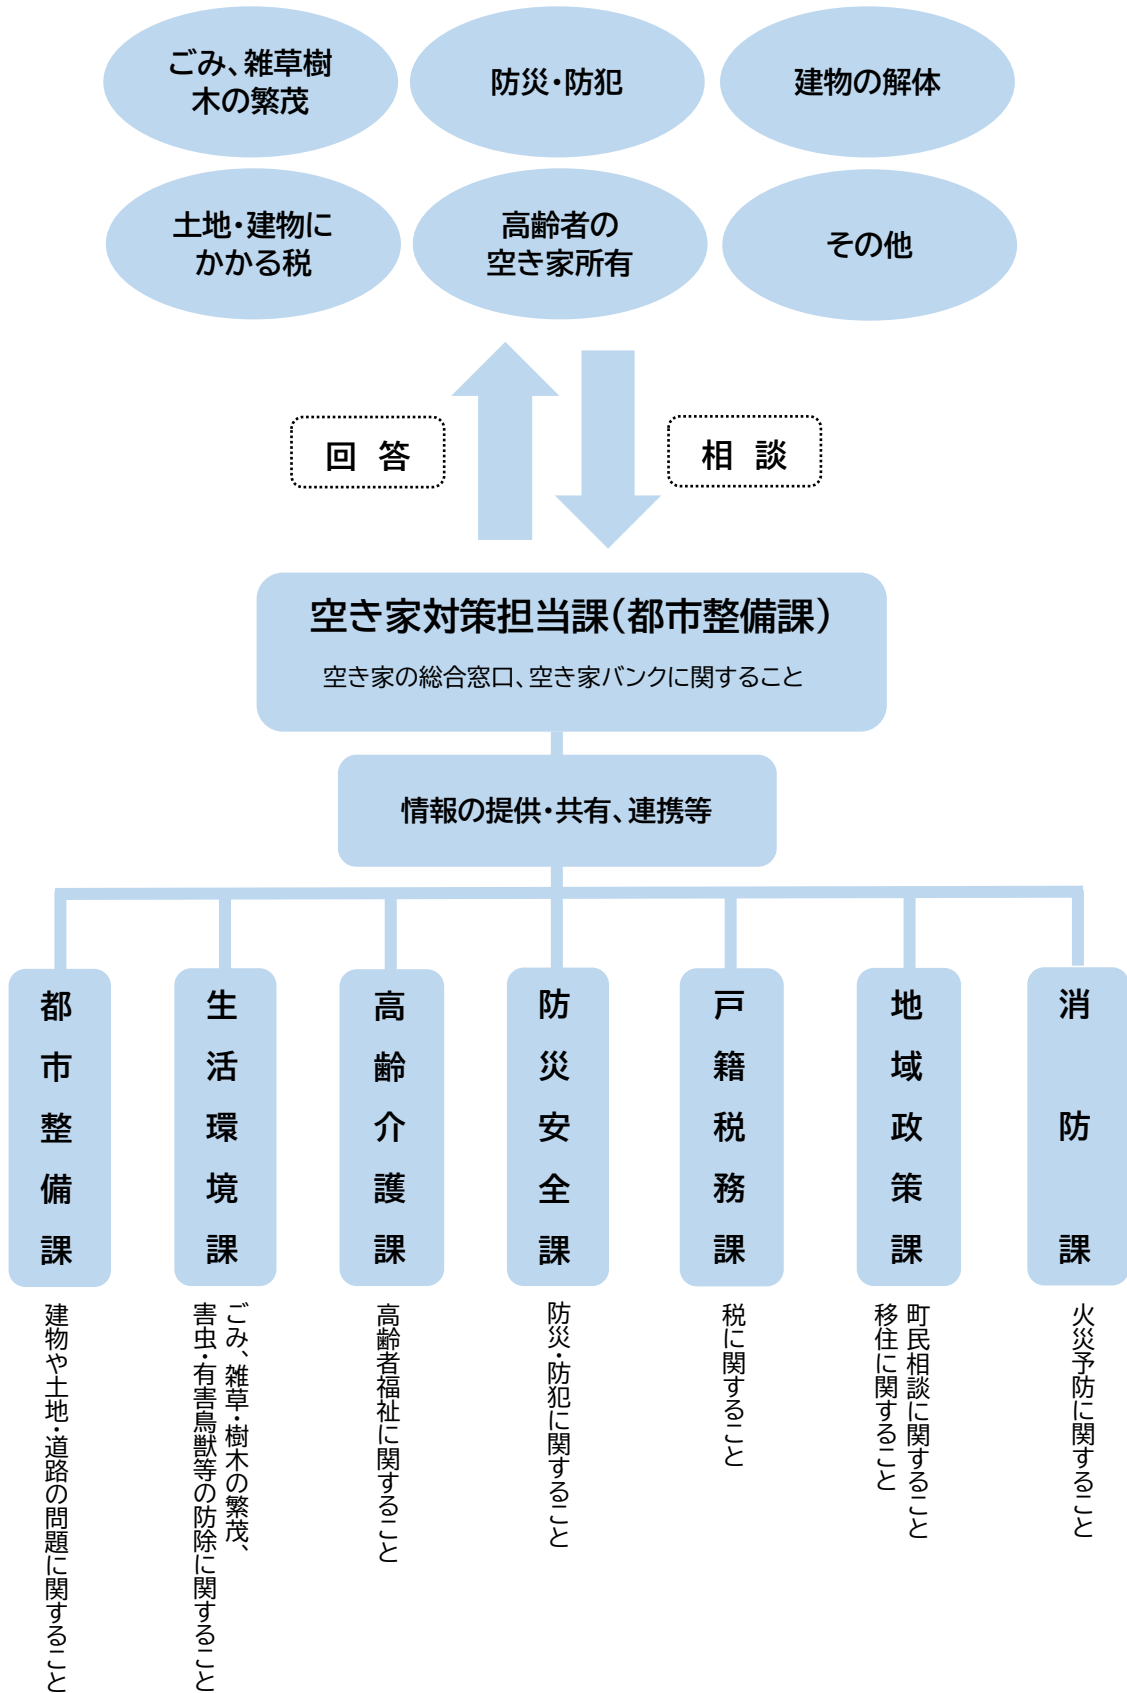 ごみ、雑草樹
木の繁茂
防災・防犯
建物の解体
土地・建物に
かかる税
高齢者の
空き家所有
その他
回 答
相 談
空き家対策担当課(都市整備課)
空き家の総合窓口、空き家バンクに関すること
情報の提供・共有、連携等
都市整備課
建物や土地・道路の問題に関すること
生活環境課
ごみ、雑草・樹木の繁茂、
害虫・有害鳥獣等の防除に関すること
高齢介護課
高齢者福祉に関すること
防災安全課
防災・防犯に関すること
戸籍税務課
税に関すること
地域政策課
町民相談に関すること
移住に関すること
消防課
火災予防に関すること